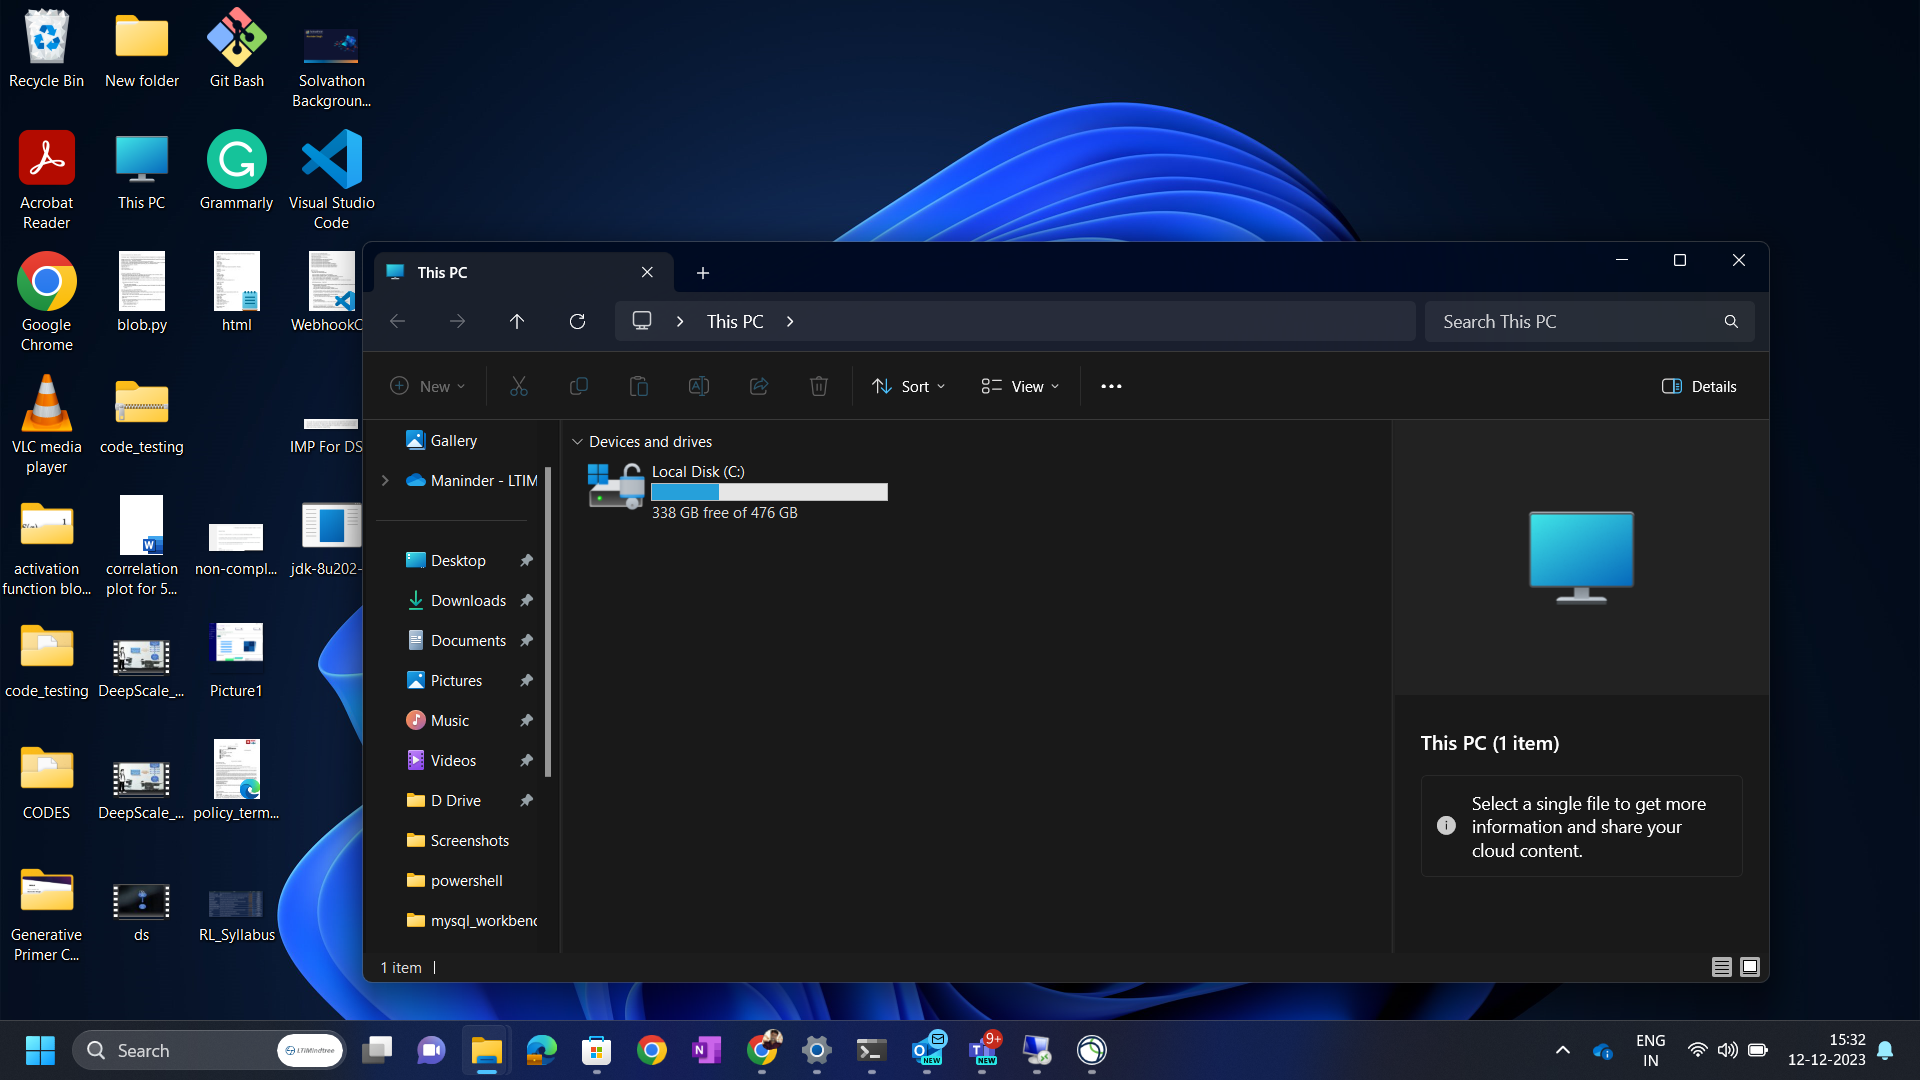 Recycle Bin
New folder
Git Bash
Solvathon
Backgroun...
Acrobat
Reader
This PC
Grammarly
Visual Studio
Code
Google
Chrome
blob.py
html
WebhookC
VLC media
player
code_testing
IMP For DS
activation
function blo...
correlation
plot for 5...
non-compl...
jdk-8u202-
code_testing
DeepScale_...
Picture1
CODES
DeepScale_...
policy_term...
Generative
Primer C...
ds
RL_Syllabus
This PC
This PC
Search This PC
New
Sort
View
Details
Gallery
Maninder - LTIM
Desktop
Downloads
Documents
Pictures
Music
Videos
D Drive
Screenshots
powershell
mysql_workbenc
Devices and drives
Local Disk (C:)
338 GB free of 476 GB
This PC (1 item)
Select a single file to get more
information and share your
cloud content.
1 item
Search
LTIMindtree
NEW
9+
NEW
ENG
IN
15:32
12-12-2023